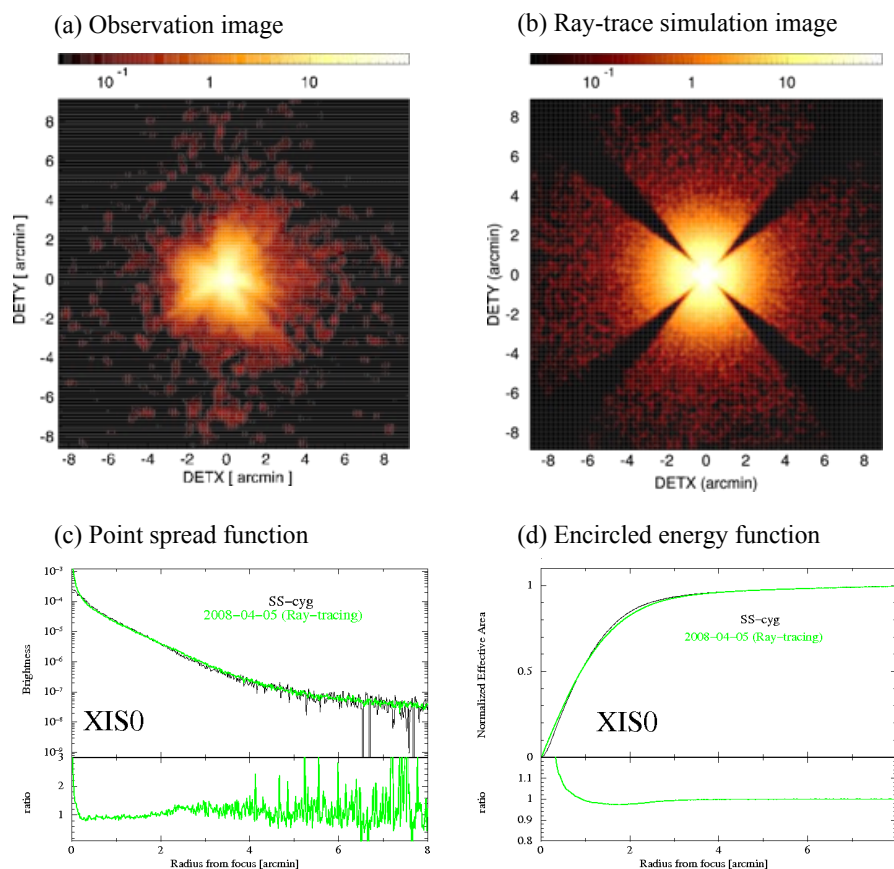 (a) Observation image
(b) Ray-trace simulation image
10⁻¹ 1 10
10⁻¹ 1 10
DETY [ arcmin ]
8
6
4
2
0
-2
-4
-6
-8
-8 -6 -4 -2 0 2 4 6 8
DETX [ arcmin ]
DETY (arcmin)
8
6
4
2
0
-2
-4
-6
-8
-8 -6 -4 -2 0 2 4 6 8
DETX (arcmin)
(c) Point spread function
(d) Encircled energy function
Brightness
10⁻³
10⁻⁴
10⁻⁵
10⁻⁶
10⁻⁷
10⁻⁸
10⁻⁹
SS-cyg
2008-04-05 (Ray-tracing)
XIS0
ratio
3
2
1
0 2 4 6 8
Radius from focus [arcmin]
Normalized Effective Area
1
0.5
0
SS-cyg
2008-04-05 (Ray-tracing)
XIS0
ratio
1.1
1
0.9
0.8
0 2 4 6
Radius from focus [arcmin]